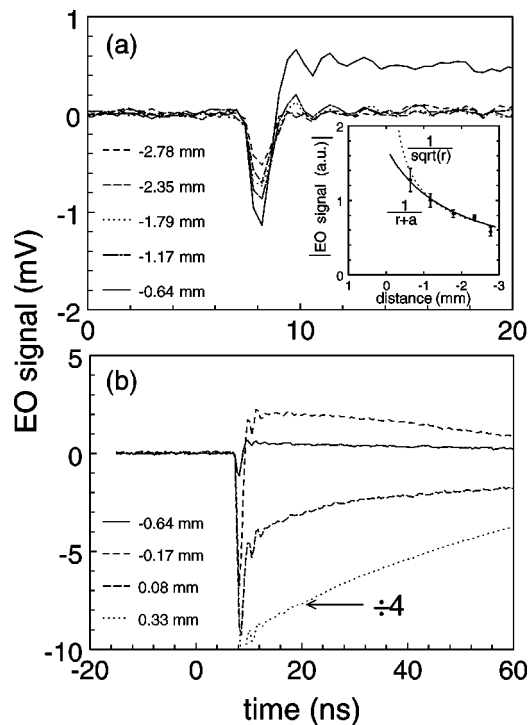 EO signal (mV)
(a)
1
0
-1
-2
-2.78 mm
-2.35 mm
-1.79 mm
-1.17 mm
-0.64 mm
|EO signal (a.u.)|
2
1
0
1
sqrt(r)
1
r+a
1 0 -1 -2 -3
distance (mm)
0 10 20
(b)
5
0
-5
-10
-0.64 mm
-0.17 mm
0.08 mm
0.33 mm
÷4
-20 0 20 40 60
time (ns)